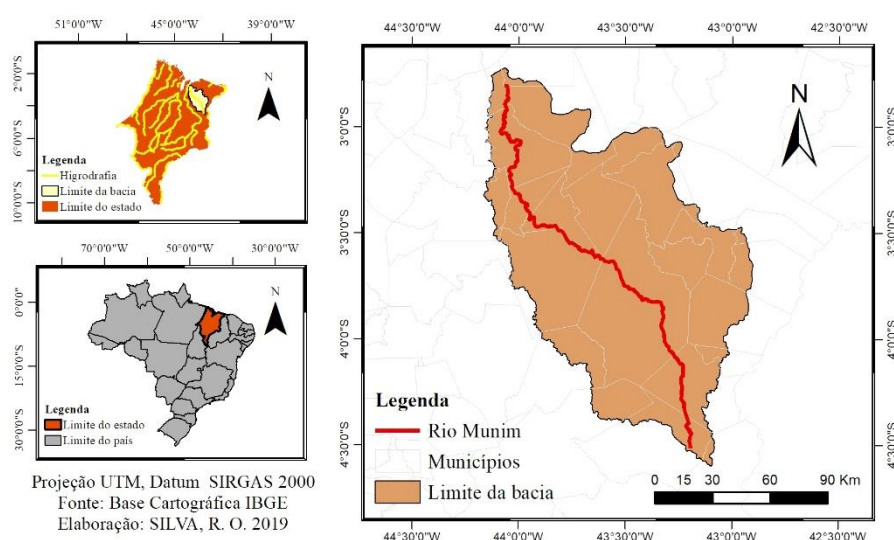 51°0'0"W 45°0'0"W 39°0'0"W
2°0'0"S
6°0'0"S
10°0'0"S
N
Legenda
Higrodrafia
Limite da bacia
Limite do estado
70°0'0"W 50°0'0"W 30°0'0"W
0°0'0"
15°0'0"S
30°0'0"S
N
Legenda
Limite do estado
Limite do país
Projeção UTM, Datum SIRGAS 2000
Fonte: Base Cartográfica IBGE
Elaboração: SILVA, R. O. 2019
44°30'0"W 44°0'0"W 43°30'0"W 43°0'0"W 42°30'0"W
3°0'0"S 3°0'0"S
3°30'0"S 3°30'0"S
4°0'0"S 4°0'0"S
4°30'0"S 4°30'0"S
N
Legenda
Rio Munim
Municípios
Limite da bacia
0 15 30 60 90 Km
44°30'0"W 44°0'0"W 43°30'0"W 43°0'0"W 42°30'0"W